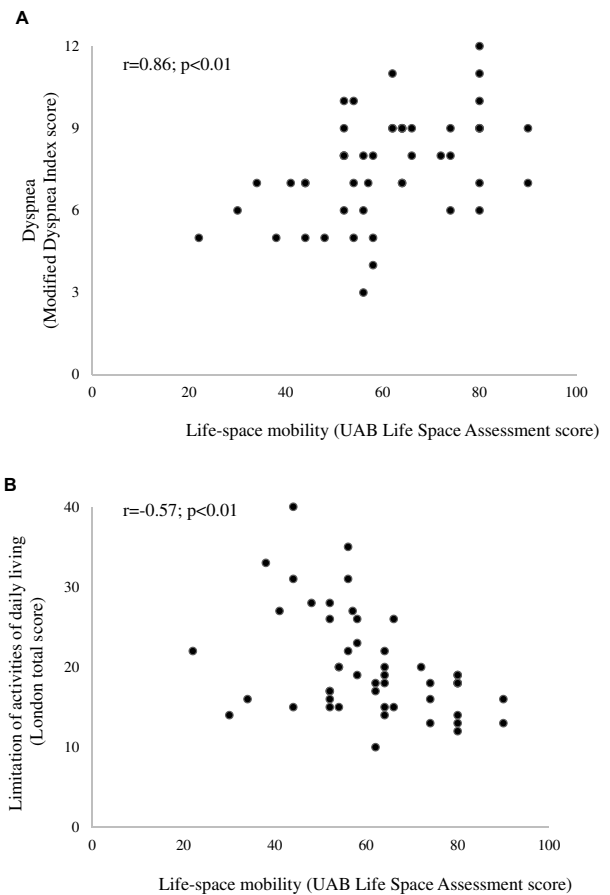 A
r=0.86; p<0.01
Dyspnea
(Modified Dyspnea Index score)
12
9
6
3
0
0 20 40 60 80 100
Life-space mobility (UAB Life Space Assessment score)
B
r=-0.57; p<0.01
Limitation of activities of daily living
(London total score)
40
30
20
10
0
0 20 40 60 80 100
Life-space mobility (UAB Life Space Assessment score)